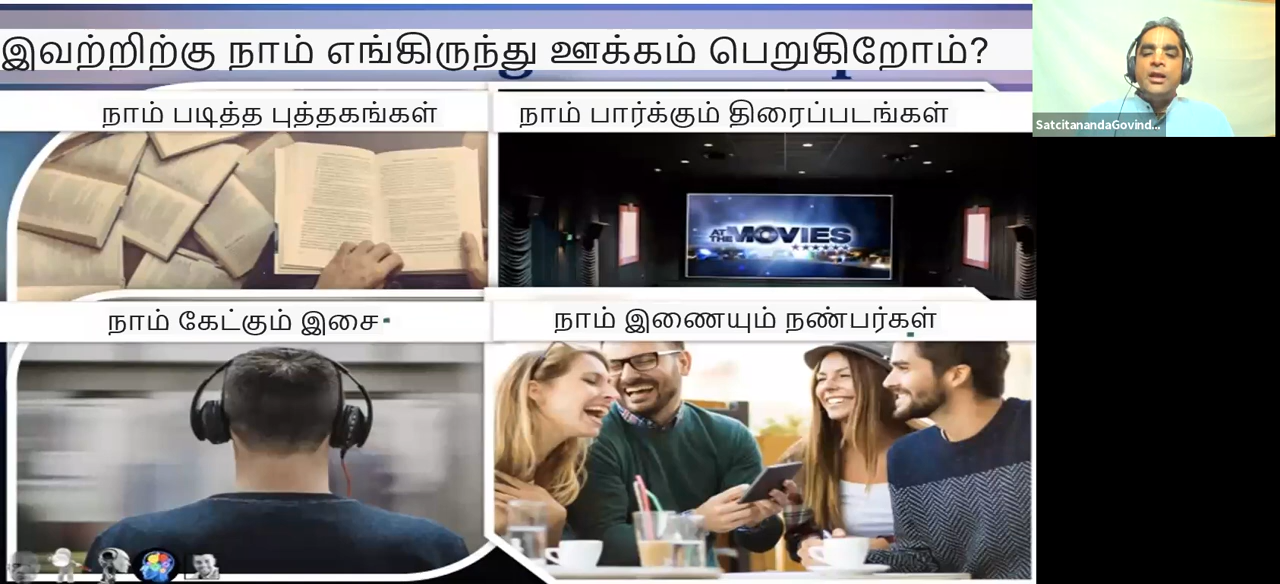 இவற்றிற்கு நாம் எங்கிருந்து ஊக்கம் பெறுகிறோம்?
நாம் படித்த புத்தகங்கள்
நாம் பார்க்கும் திரைப்படங்கள்
AT THE MOVIES
நாம் கேட்கும் இசை
நாம் இணையும் நண்பர்கள்
SatcitanandaGovind...